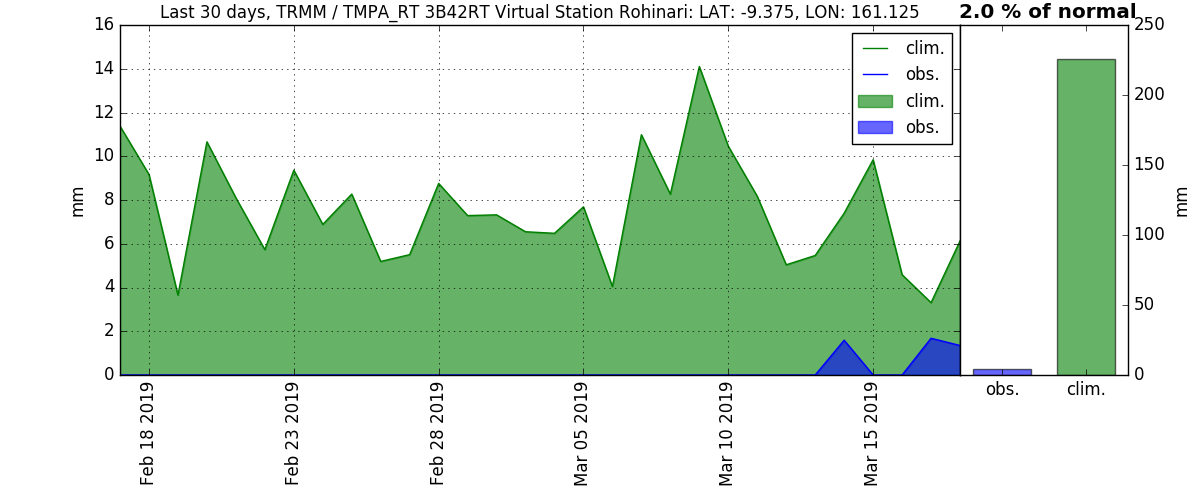 Last 30 days, TRMM / TMPA_RT 3B42RT Virtual Station Rohinari: LAT: -9.375, LON: 161.125
2.0 % of normal
16
14
12
10
8
6
4
2
0
mm
clim.
obs.
clim.
obs.
Feb 18 2019
Feb 23 2019
Feb 28 2019
Mar 05 2019
Mar 10 2019
Mar 15 2019
250
200
150
100
50
0
mm
obs.
clim.